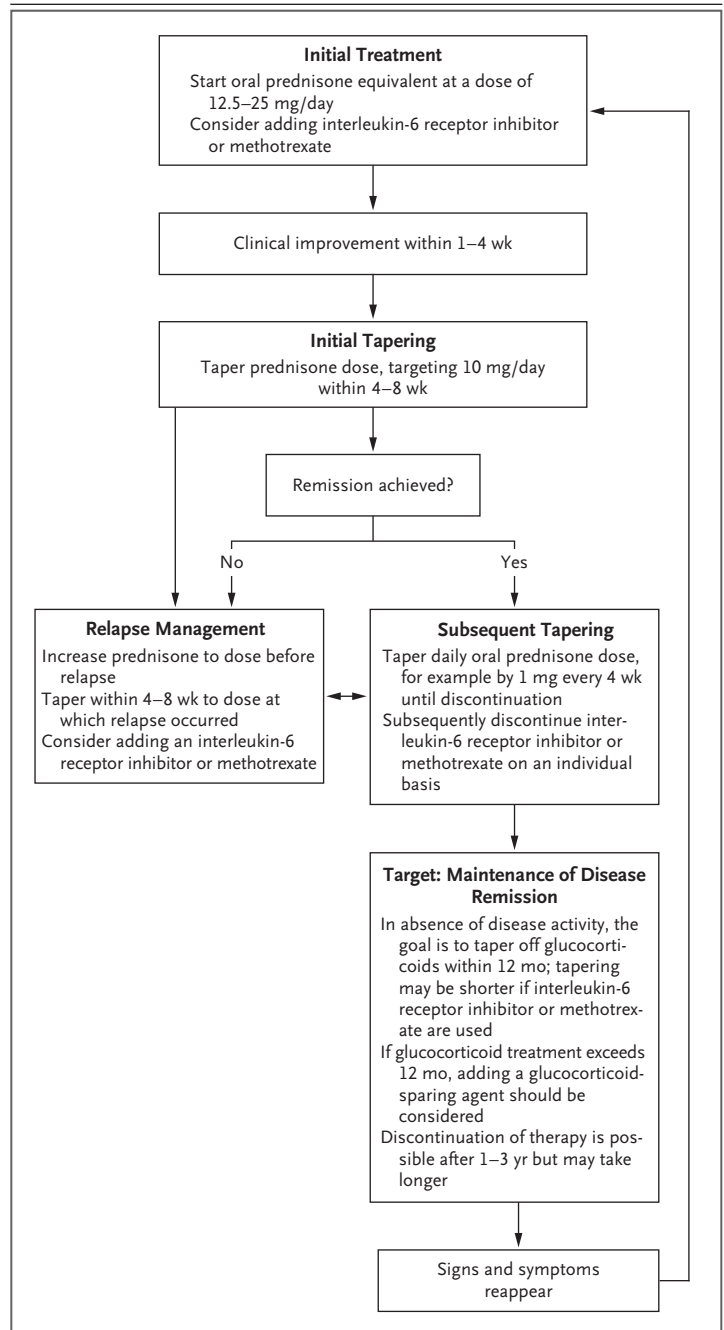 Initial Treatment
Start oral prednisone equivalent at a dose of
12.5–25 mg/day
Consider adding interleukin-6 receptor inhibitor
or methotrexate
Clinical improvement within 1–4 wk
Initial Tapering
Taper prednisone dose, targeting 10 mg/day
within 4–8 wk
Remission achieved?
No
Yes
Relapse Management
Increase prednisone to dose before
relapse
Taper within 4–8 wk to dose at
which relapse occurred
Consider adding an interleukin-6
receptor inhibitor or methotrexate
Subsequent Tapering
Taper daily oral prednisone dose,
for example by 1 mg every 4 wk
until discontinuation
Subsequently discontinue inter-
leukin-6 receptor inhibitor or
methotrexate on an individual
basis
Target: Maintenance of Disease
Remission
In absence of disease activity, the
goal is to taper off glucocorti-
coids within 12 mo; tapering
may be shorter if interleukin-6
receptor inhibitor or methotrex-
ate are used
If glucocorticoid treatment exceeds
12 mo, adding a glucocorticoid-
sparing agent should be
considered
Discontinuation of therapy is pos-
sible after 1–3 yr but may take
longer
Signs and symptoms
reappear